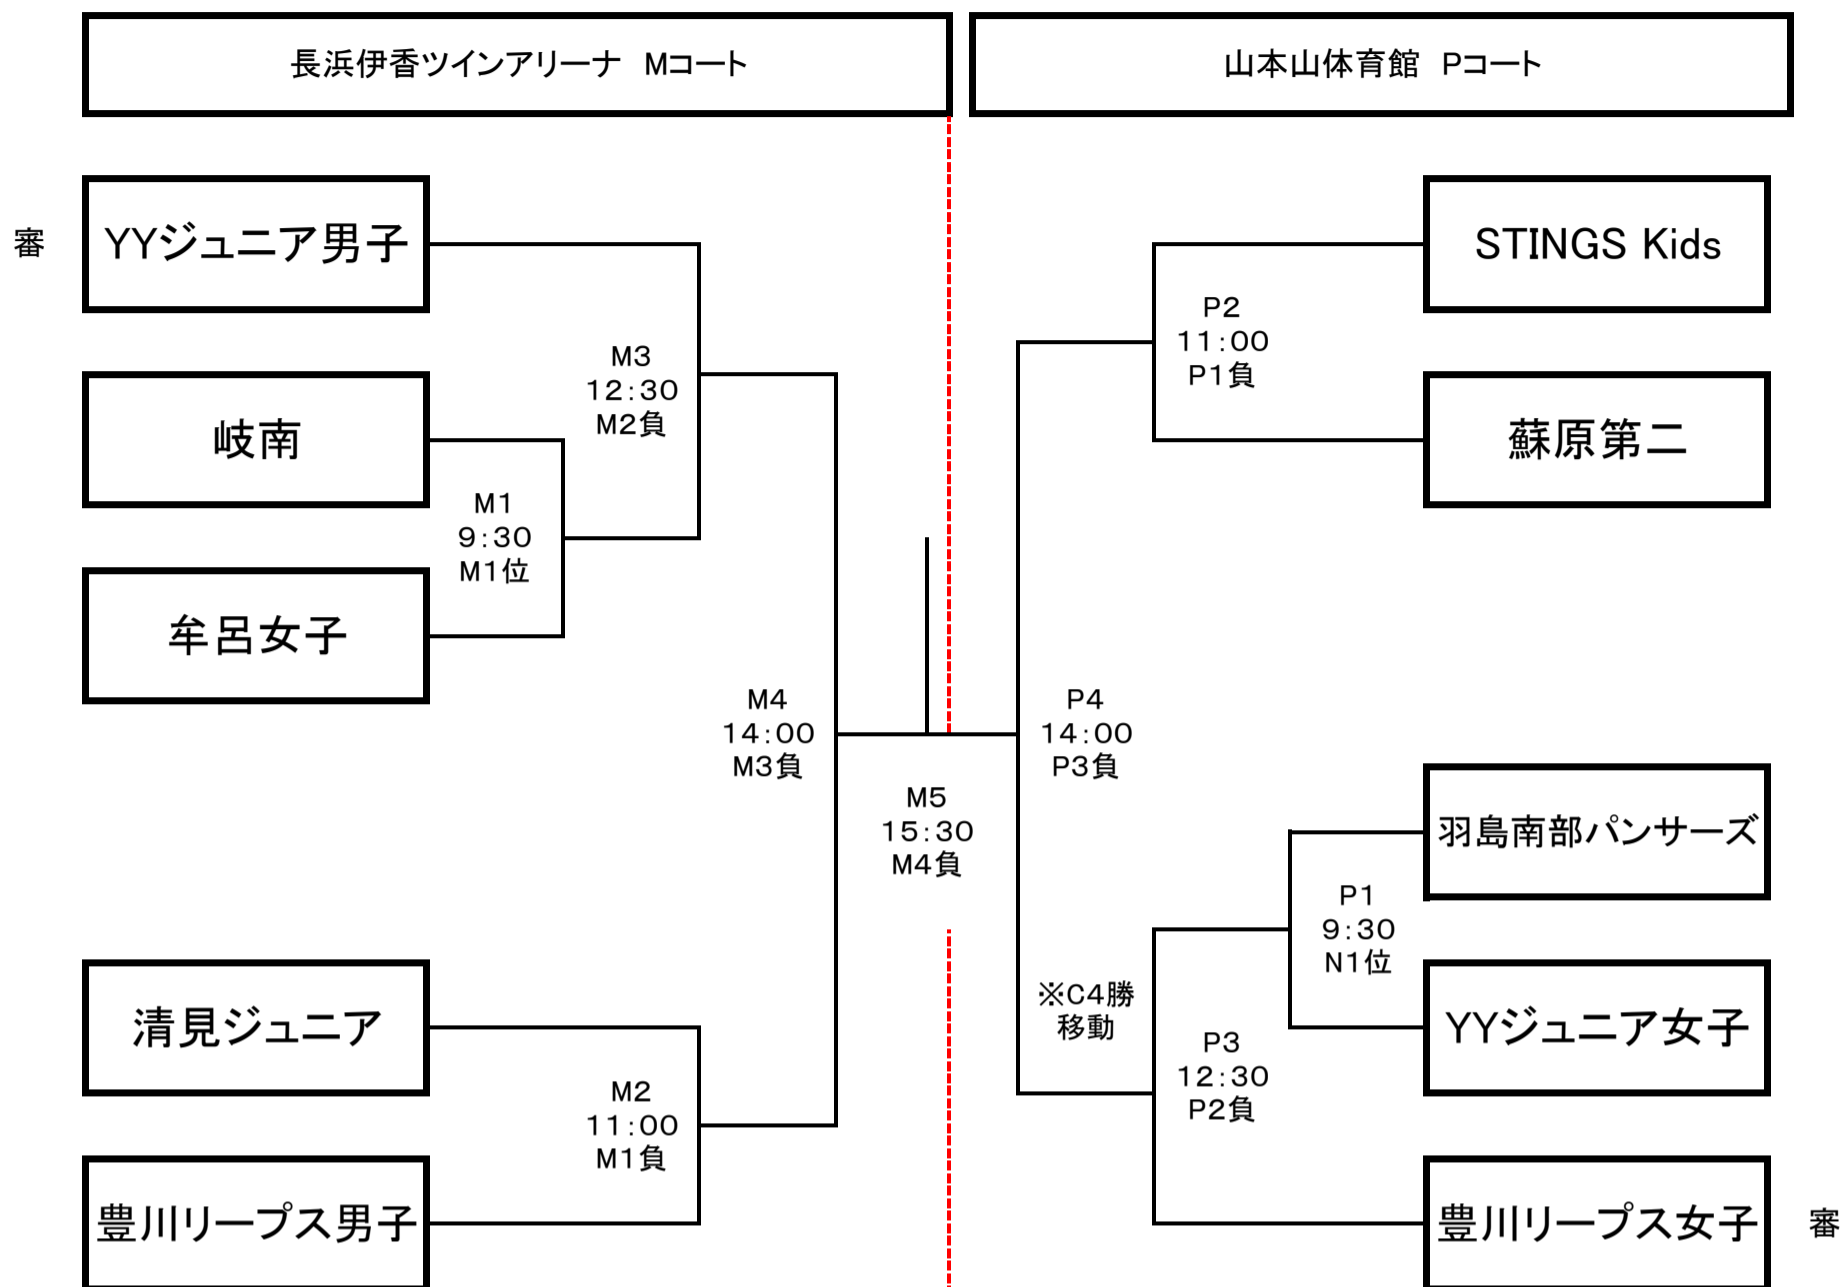 長浜伊香ツインアリーナ Mコート
山本山体育館 Pコート
審
YYジュニア男子
岐南
牟呂女子
清見ジュニア
豊川リープス男子
M3
12:30
M2負
M1
9:30
M1位
M4
14:00
M3負
M2
11:00
M1負
M5
15:30
M4負
STINGS Kids
蘇原第二
羽島南部パンサーズ
YYジュニア女子
豊川リープス女子
審
P2
11:00
P1負
P4
14:00
P3負
P1
9:30
N1位
※C4勝
移動
P3
12:30
P2負